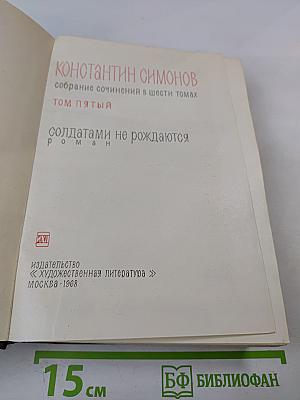 КОНСТАНТИН СИМОНОВ
собрание сочинений в шести томах
ТОМ ПЯТЫЙ
СОЛДАТАМИ НЕ РОЖДАЮТСЯ
роман
ИЗДАТЕЛЬСТВО
« ХУДОЖЕСТВЕННАЯ ЛИТЕРАТУРА »
МОСКВА · 1968
15 см
БФ БИБЛИОФАН